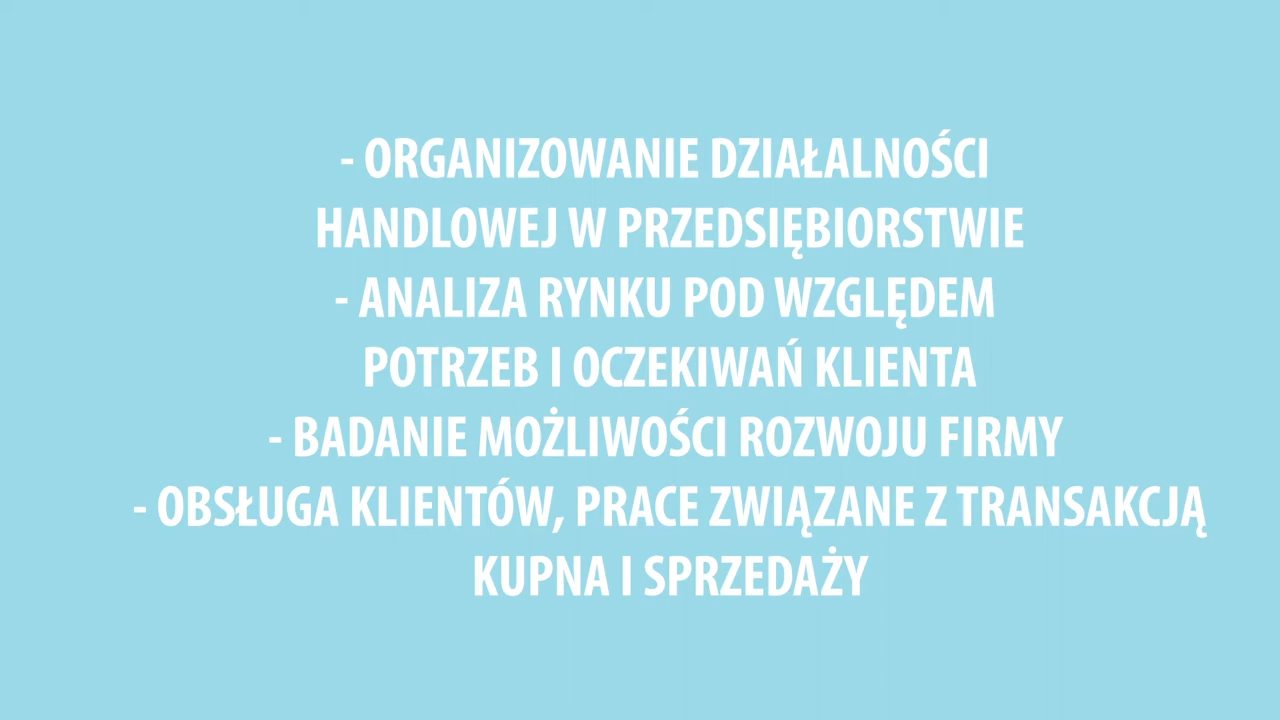 - ORGANIZOWANIE DZIAŁALNOŚCI
HANDLOWEJ W PRZEDSIĘBIORSTWIE
- ANALIZA RYNKU POD WZGLĘDEM
POTRZEB I OCZEKIWAŃ KLIENTA
- BADANIE MOŻLIWOŚCI ROZWOJU FIRMY
- OBSŁUGA KLIENTÓW, PRACE ZWIĄZANE Z TRANSAKCJĄ
KUPNA I SPRZEDAŻY